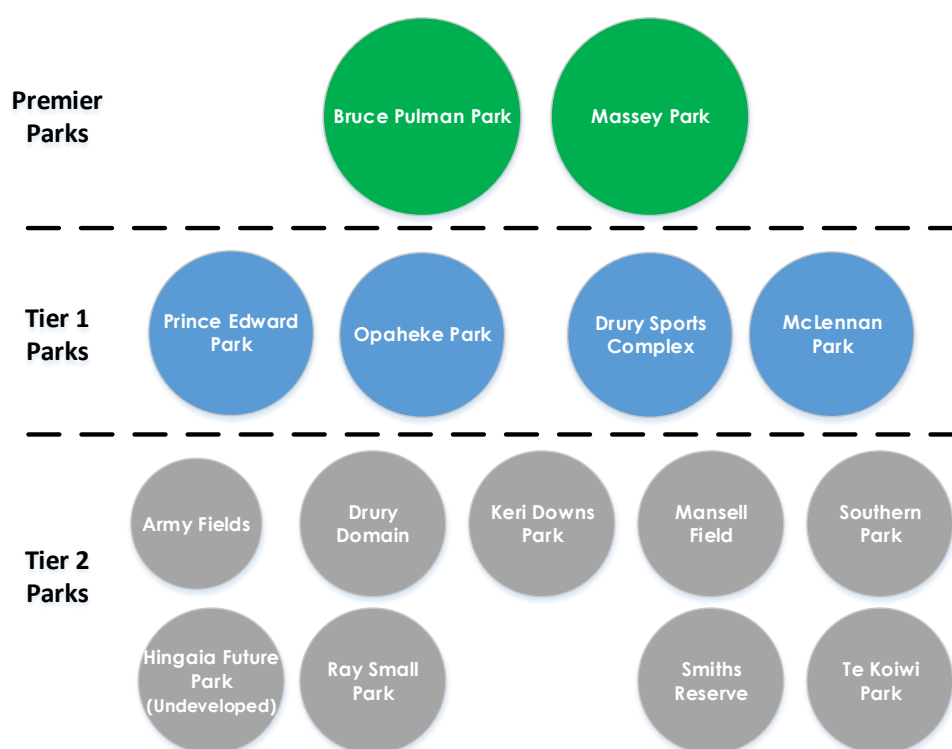 Premier
Parks
Bruce Pulman Park
Massey Park
Tier 1
Parks
Prince Edward
Park
Opaheke Park
Drury Sports
Complex
McLennan
Park
Tier 2
Parks
Army Fields
Drury
Domain
Keri Downs
Park
Mansell
Field
Southern
Park
Hingaia Future
Park
(Undeveloped)
Ray Small
Park
Smiths
Reserve
Te Koiwi
Park